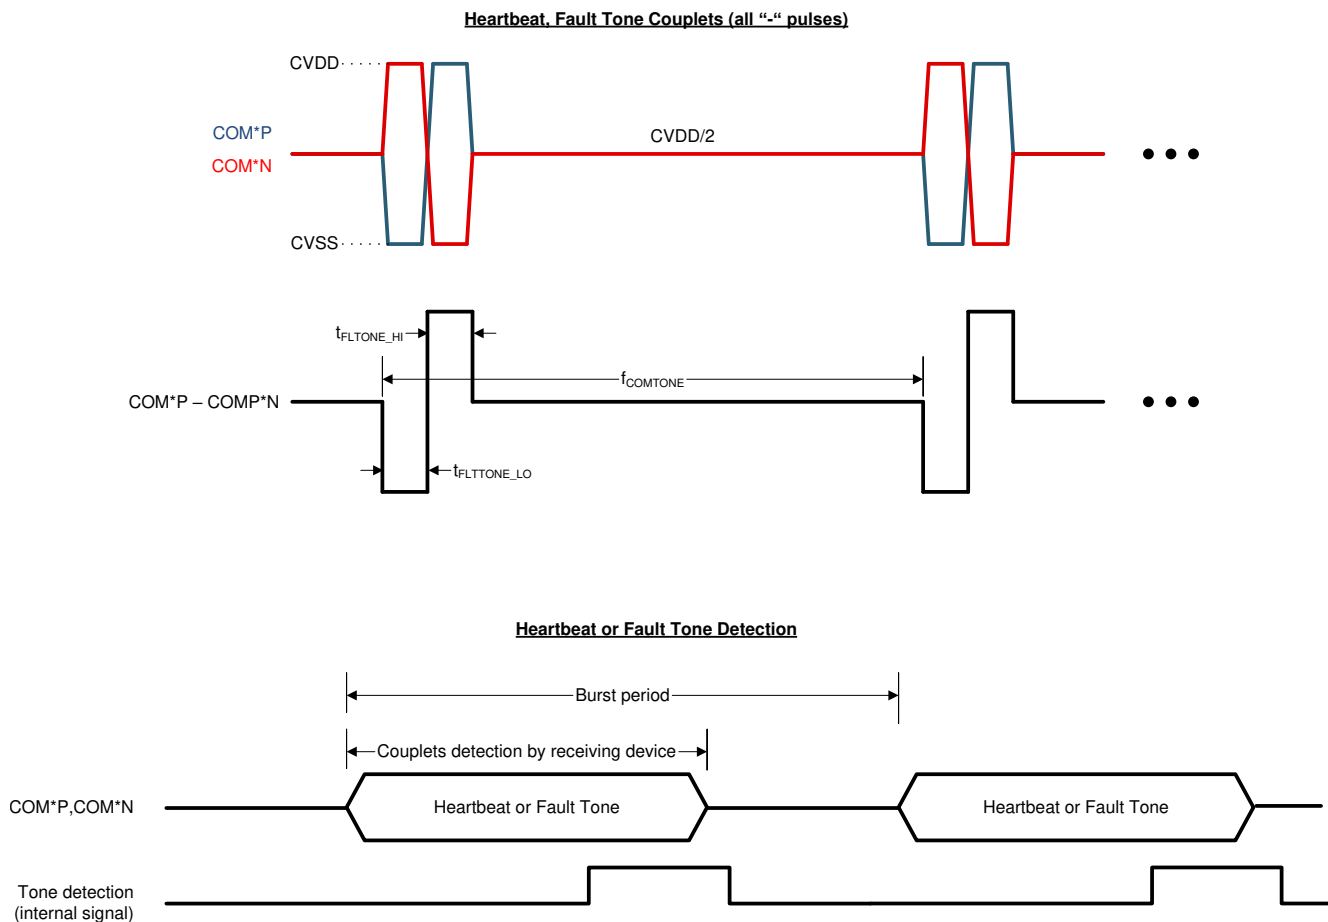 Heartbeat, Fault Tone Couplets (all “-“ pulses)
CVDD
COM*P
COM*N
CVDD/2
CVSS
tFLTONE_HI
fCOMTONE
COM*P – COMP*N
tFLTTONE_LO
Heartbeat or Fault Tone Detection
Burst period
Couplets detection by receiving device
COM*P,COM*N
Heartbeat or Fault Tone
Heartbeat or Fault Tone
Tone detection
(internal signal)